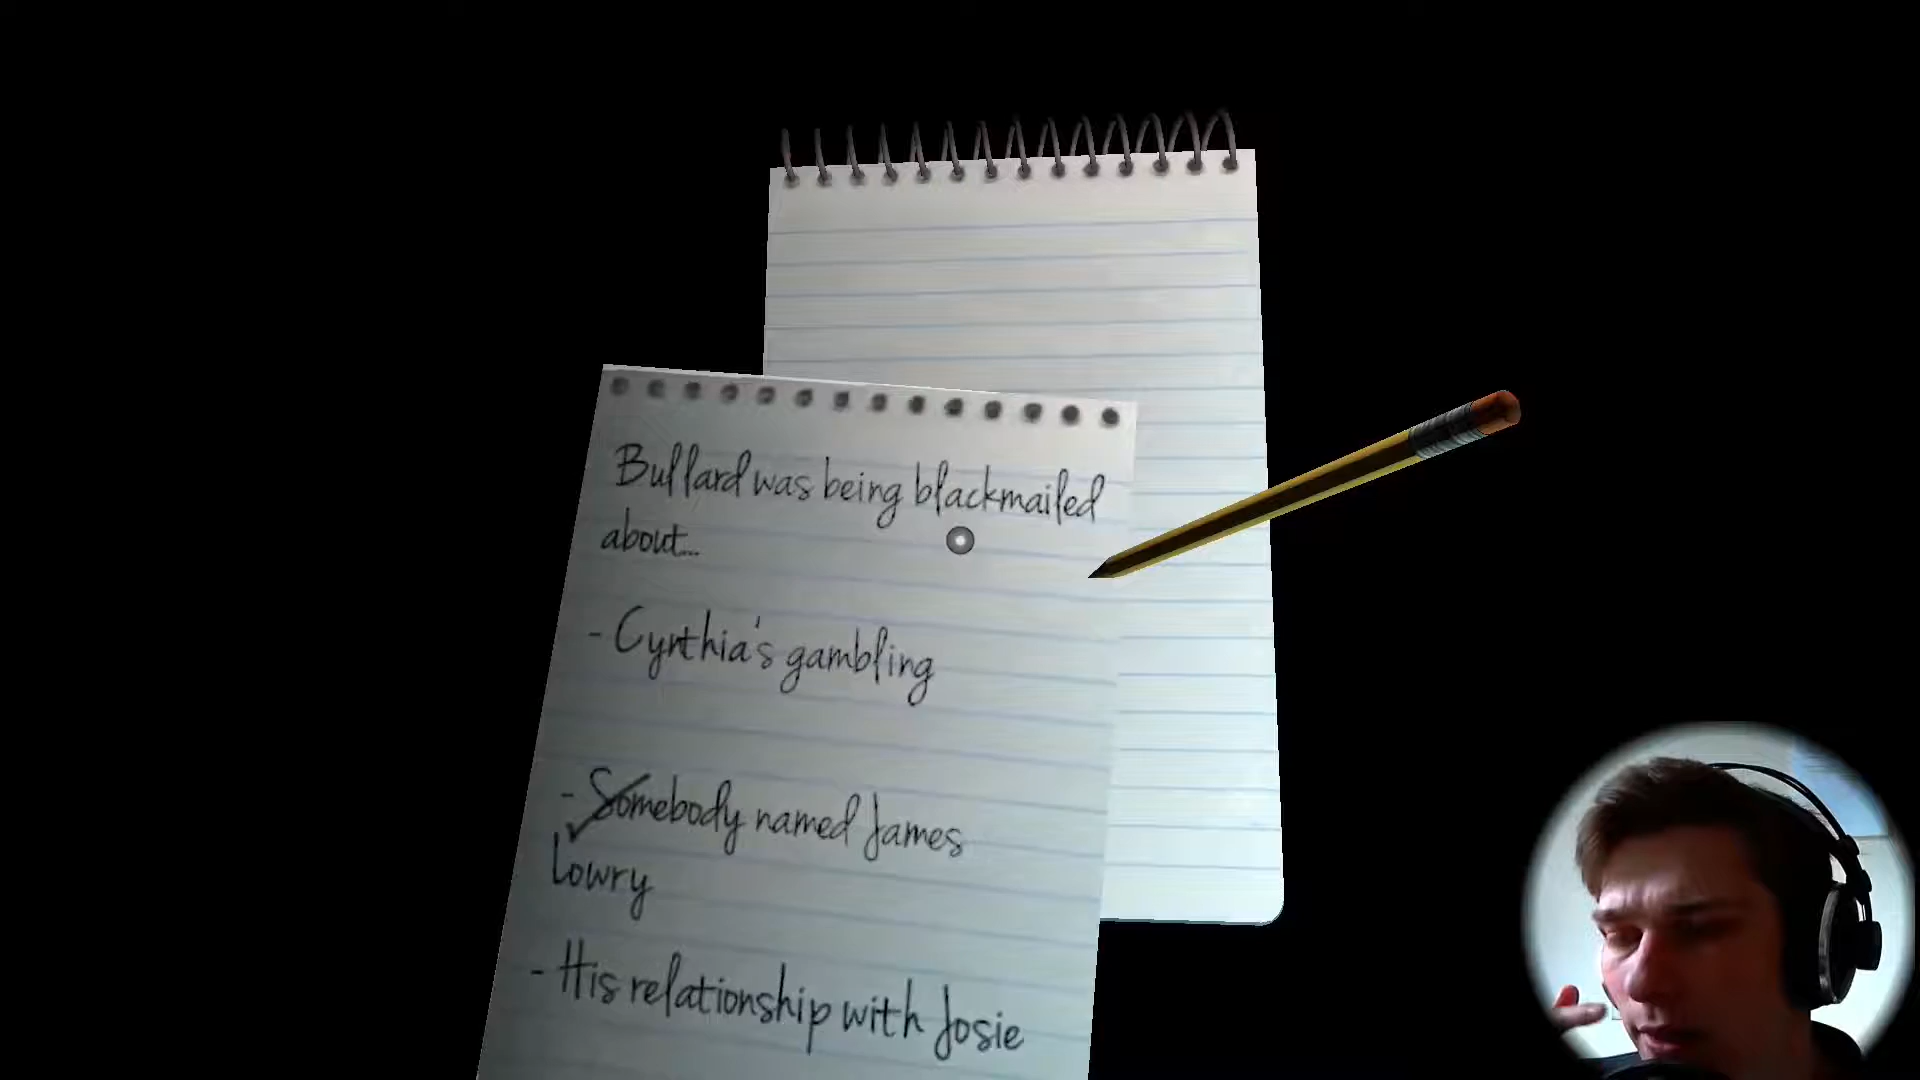 Bullard was being blackmailed
about...
- Cynthia's gambling
- Somebody named James
Lowry
- His relationship with Josie